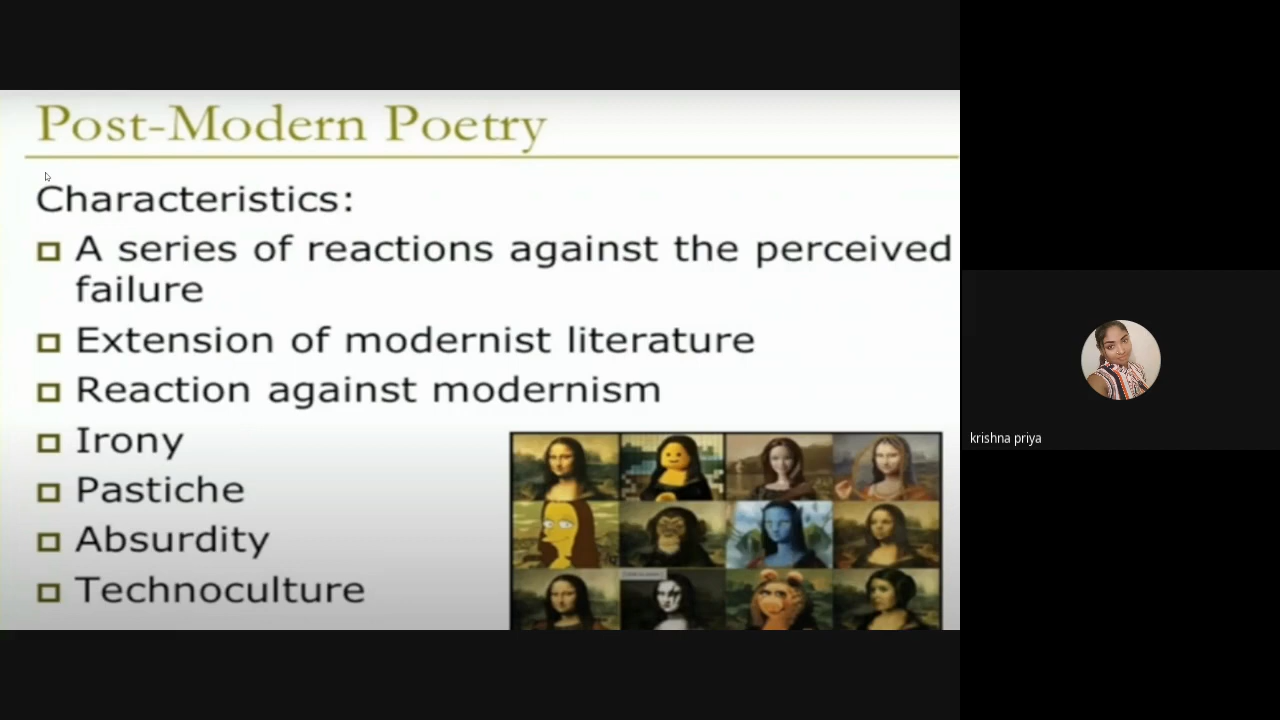 Post-Modern Poetry
Characteristics:
A series of reactions against the perceived
failure
Extension of modernist literature
Reaction against modernism
Irony
Pastiche
Absurdity
Technoculture
krishna priya